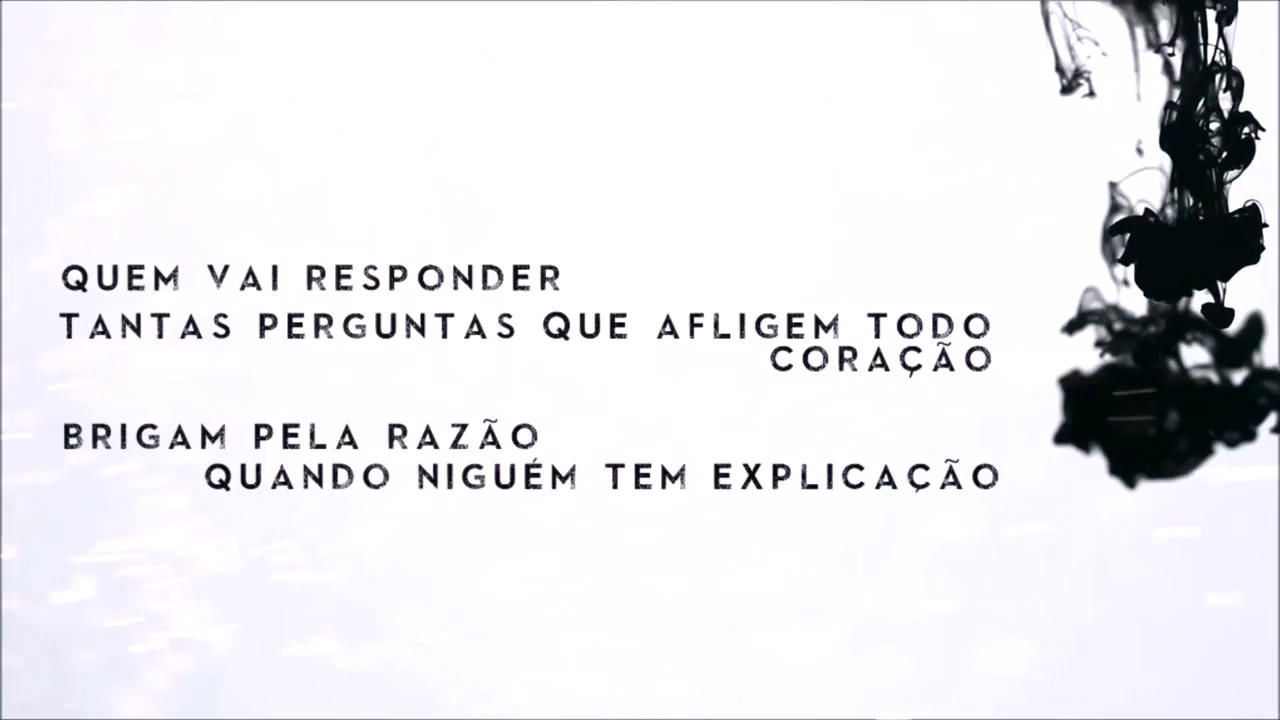 QUEM VAI RESPONDER
TANTAS PERGUNTAS QUE AFLIGEM TODO
CORAÇÃO
BRIGAM PELA RAZÃO
QUANDO NIGUÉM TEM EXPLICAÇÃO